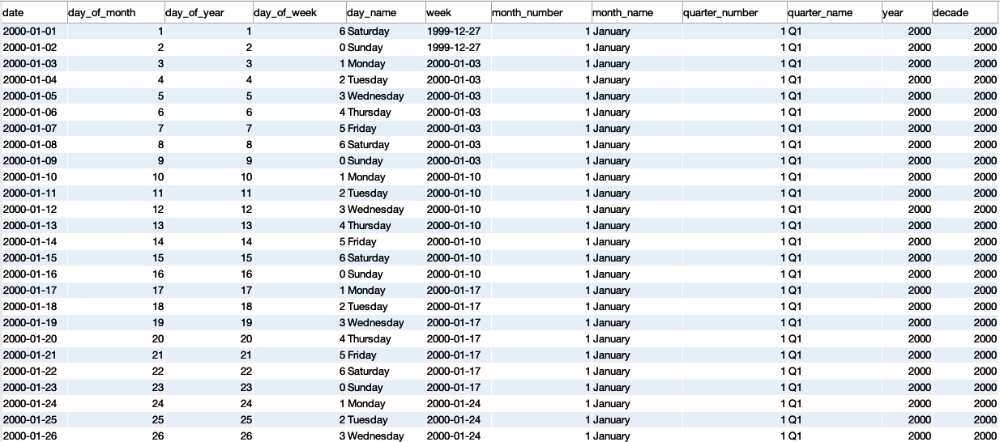 date day_of_month day_of_year day_of_week day_name week month_number month_name quarter_number quarter_name year decade
2000-01-01 1 1 6 Saturday 1999-12-27 1 January 1 Q1 2000 2000
2000-01-02 2 2 0 Sunday 1999-12-27 1 January 1 Q1 2000 2000
2000-01-03 3 3 1 Monday 2000-01-03 1 January 1 Q1 2000 2000
2000-01-04 4 4 2 Tuesday 2000-01-03 1 January 1 Q1 2000 2000
2000-01-05 5 5 3 Wednesday 2000-01-03 1 January 1 Q1 2000 2000
2000-01-06 6 6 4 Thursday 2000-01-03 1 January 1 Q1 2000 2000
2000-01-07 7 7 5 Friday 2000-01-03 1 January 1 Q1 2000 2000
2000-01-08 8 8 6 Saturday 2000-01-03 1 January 1 Q1 2000 2000
2000-01-09 9 9 0 Sunday 2000-01-03 1 January 1 Q1 2000 2000
2000-01-10 10 10 1 Monday 2000-01-10 1 January 1 Q1 2000 2000
2000-01-11 11 11 2 Tuesday 2000-01-10 1 January 1 Q1 2000 2000
2000-01-12 12 12 3 Wednesday 2000-01-10 1 January 1 Q1 2000 2000
2000-01-13 13 13 4 Thursday 2000-01-10 1 January 1 Q1 2000 2000
2000-01-14 14 14 5 Friday 2000-01-10 1 January 1 Q1 2000 2000
2000-01-15 15 15 6 Saturday 2000-01-10 1 January 1 Q1 2000 2000
2000-01-16 16 16 0 Sunday 2000-01-10 1 January 1 Q1 2000 2000
2000-01-17 17 17 1 Monday 2000-01-17 1 January 1 Q1 2000 2000
2000-01-18 18 18 2 Tuesday 2000-01-17 1 January 1 Q1 2000 2000
2000-01-19 19 19 3 Wednesday 2000-01-17 1 January 1 Q1 2000 2000
2000-01-20 20 20 4 Thursday 2000-01-17 1 January 1 Q1 2000 2000
2000-01-21 21 21 5 Friday 2000-01-17 1 January 1 Q1 2000 2000
2000-01-22 22 22 6 Saturday 2000-01-17 1 January 1 Q1 2000 2000
2000-01-23 23 23 0 Sunday 2000-01-17 1 January 1 Q1 2000 2000
2000-01-24 24 24 1 Monday 2000-01-24 1 January 1 Q1 2000 2000
2000-01-25 25 25 2 Tuesday 2000-01-24 1 January 1 Q1 2000 2000
2000-01-26 26 26 3 Wednesday 2000-01-24 1 January 1 Q1 2000 2000